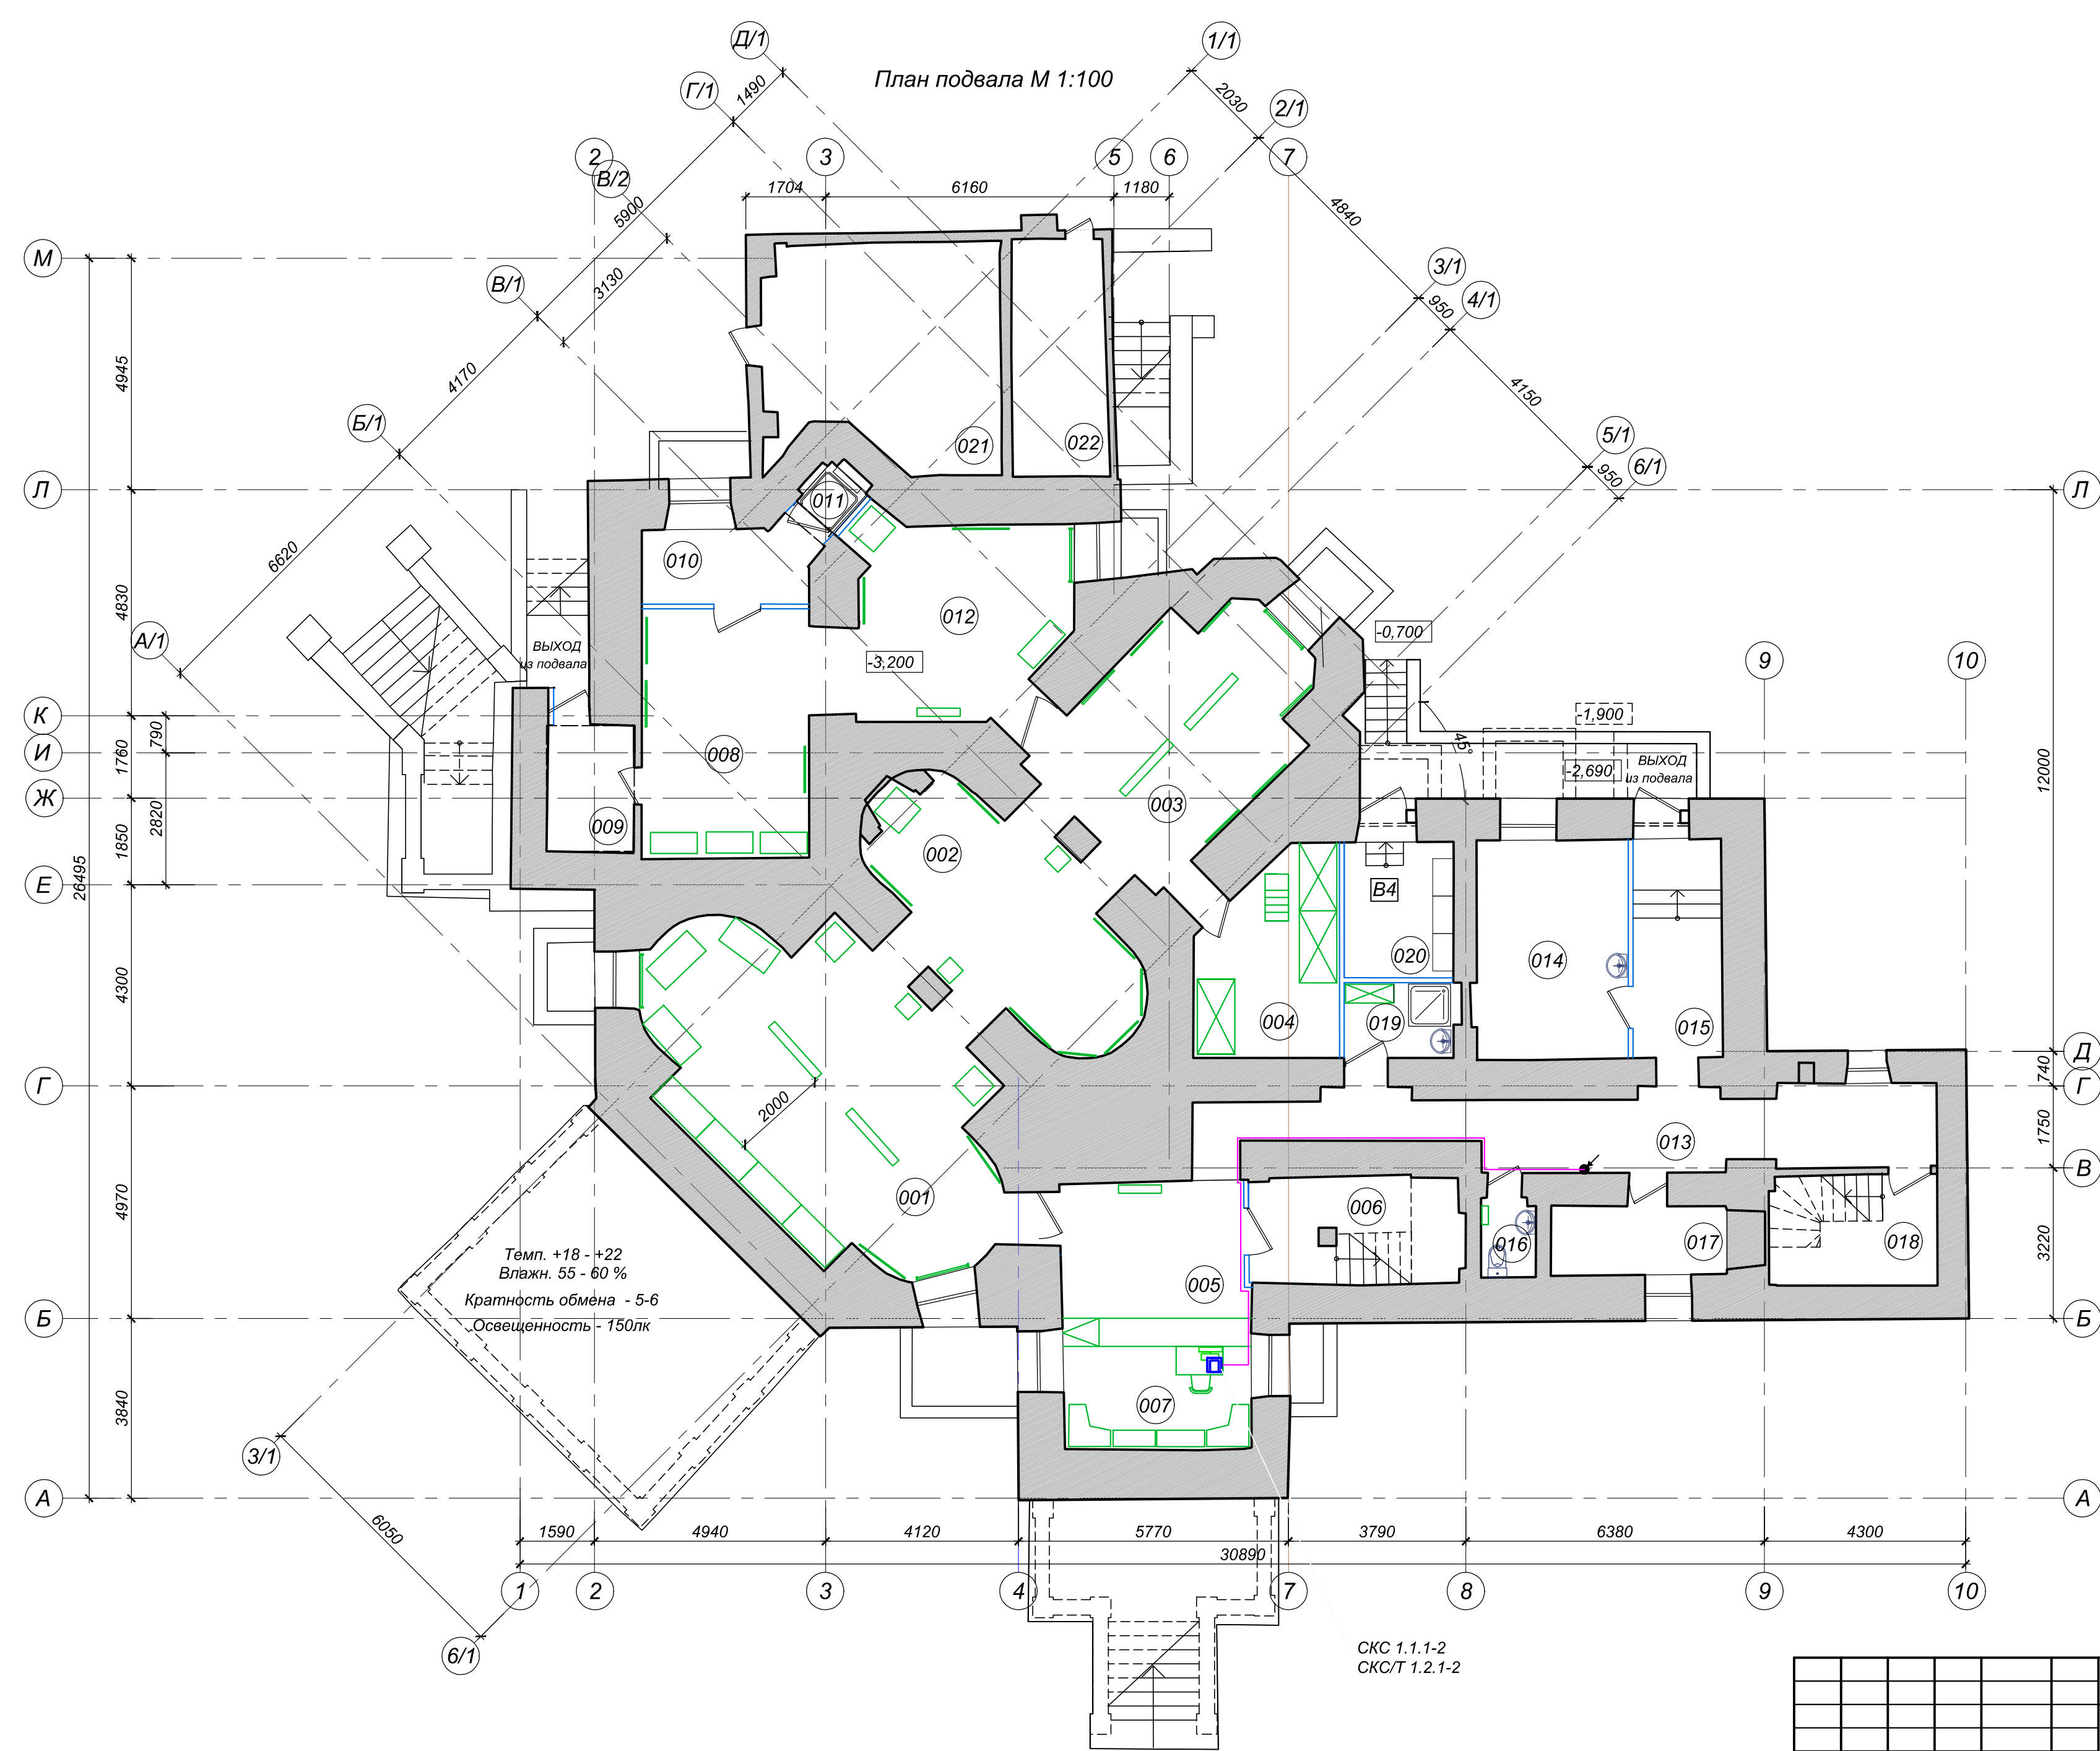 План подвала М 1:100
Д/1
Г/1
В/2
В/1
Б/1
А/1
1490
5900
3130
4170
6620
1/1
2/1
3/1
4/1
5/1
6/1
2030
4840
950
4150
950
2
3
5
6
7
1704
6160
1180
М
Л
К
И
Ж
Е
Г
Б
А
4945
4830
790
1760
1850
2820
26495
4300
4970
3840
Л
9
10
Д
Г
В
Б
А
12000
740
1750
3220
021
022
011
010
012
ВЫХОД
из подвала
-3,200
-0,700
-1,900
-2,690
45°
ВЫХОД
из подвала
008
009
003
002
В4
020
014
004
019
015
2000
013
001
006
016
017
018
005
007
Темп. +18 - +22
Влажн. 55 - 60 %
Кратность обмена - 5-6
Освещенность - 150лк
3/1
6050
6/1
1590
4940
4120
5770
3790
6380
4300
30890
1
2
3
4
7
8
9
10
СКС 1.1.1-2
СКС/Т 1.2.1-2